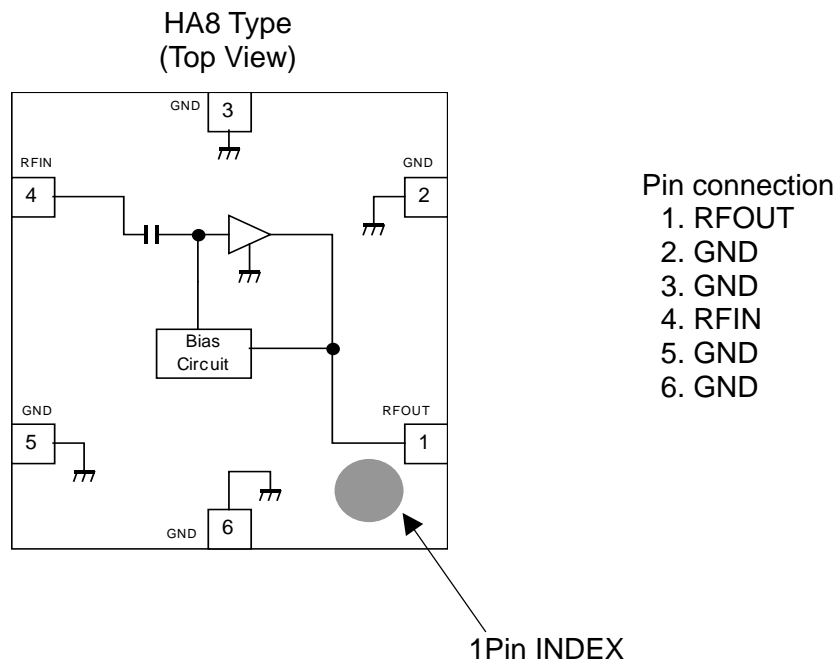 HA8 Type
(Top View)
GND
3
RFIN
4
GND
2
Bias
Circuit
GND
5
RFOUT
1
GND
6
1Pin INDEX
Pin connection
1. RFOUT
2. GND
3. GND
4. RFIN
5. GND
6. GND